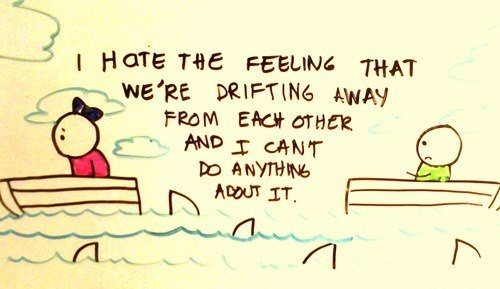 I HATE THE FEELING THAT
WE'RE DRIFTING AWAY
FROM EACH OTHER
AND I CAN'T
DO ANYTHING
ABOUT IT.